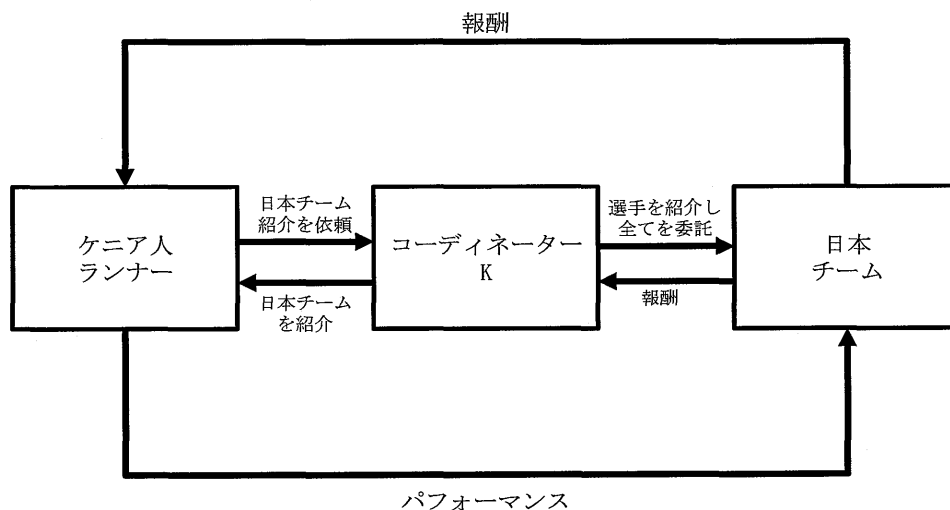 報酬
ケニア人
ランナー
日本チーム
紹介を依頼
日本チーム
を紹介
コーディネーター
K
選手を紹介し
全てを委託
報酬
日本
チーム
パフォーマンス